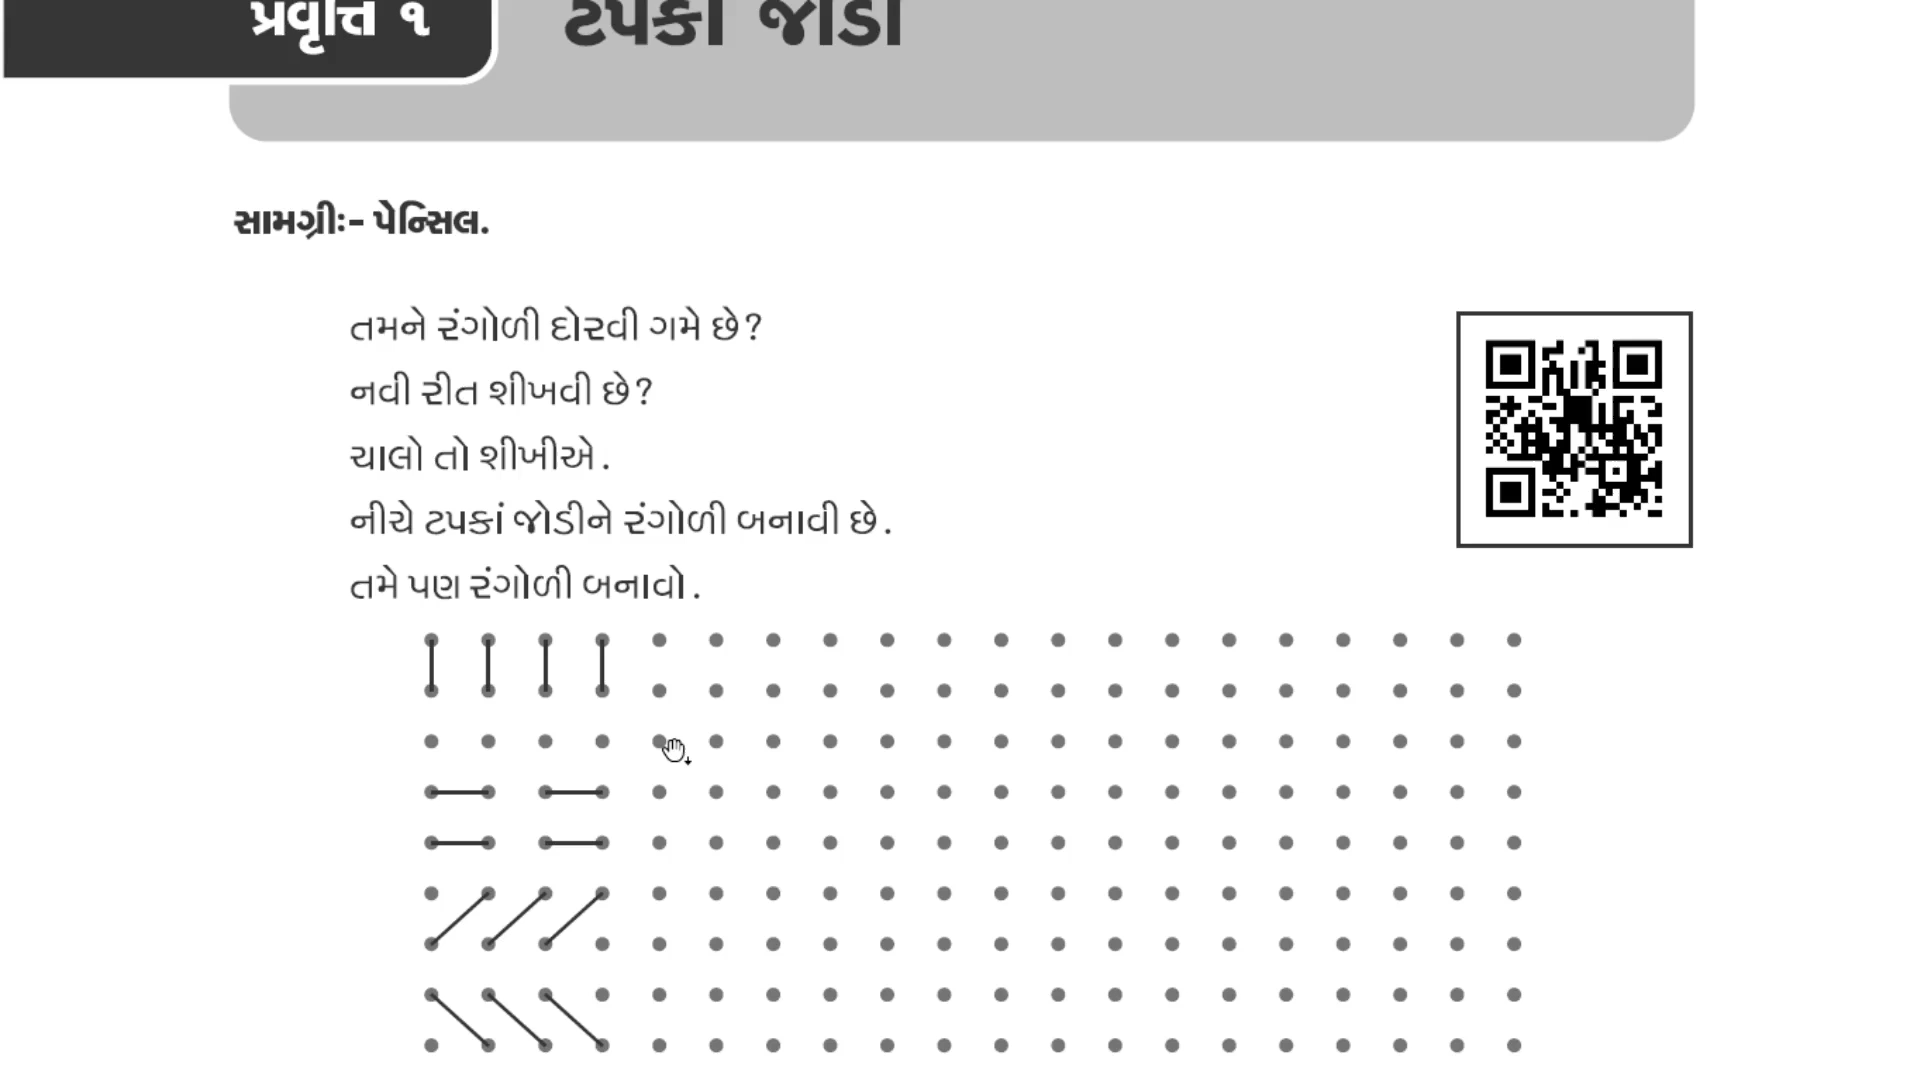 પ્રવૃત્તિ ૧
ટપકાં જોડો
સામગ્રીઃ- પેન્સિલ.
તમને રંગોળી દોરવી ગમે છે?
નવી રીત શીખવી છે?
ચાલો તો શીખીએ.
નીચે ટપકાં જોડીને રંગોળી બનાવી છે.
તમે પણ રંગોળી બનાવો.